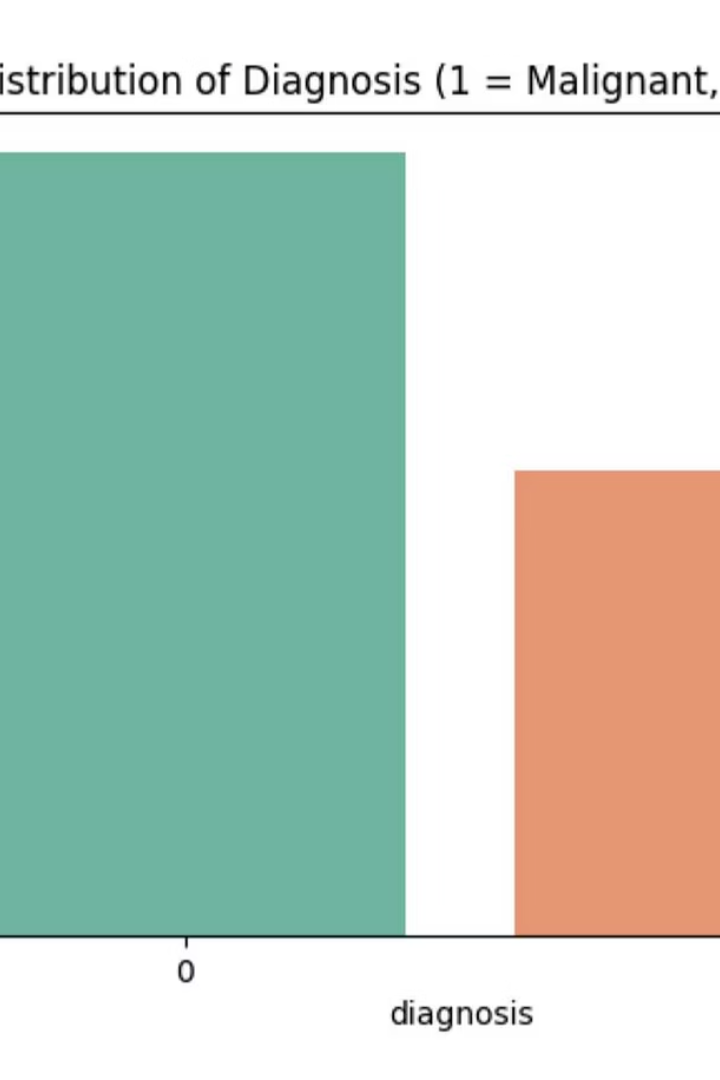 istribution of Diagnosis (1 = Malignant,
0
diagnosis